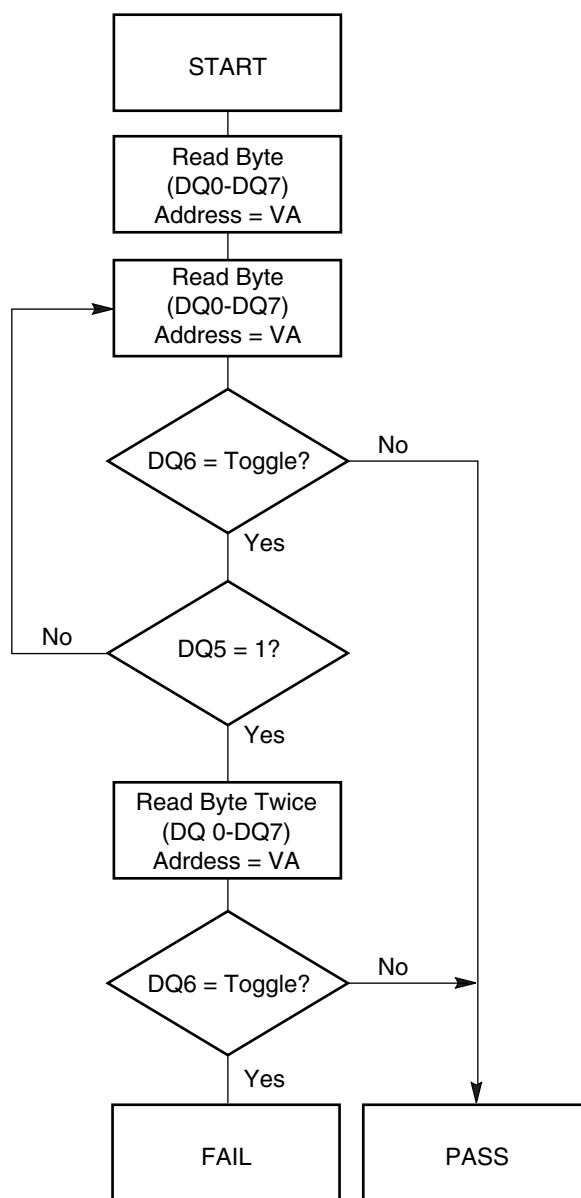 START
Read Byte
(DQ0-DQ7)
Address = VA
Read Byte
(DQ0-DQ7)
Address = VA
DQ6 = Toggle?
No
Yes
No
DQ5 = 1?
Yes
Read Byte Twice
(DQ 0-DQ7)
Adrdess = VA
DQ6 = Toggle?
No
Yes
FAIL
PASS